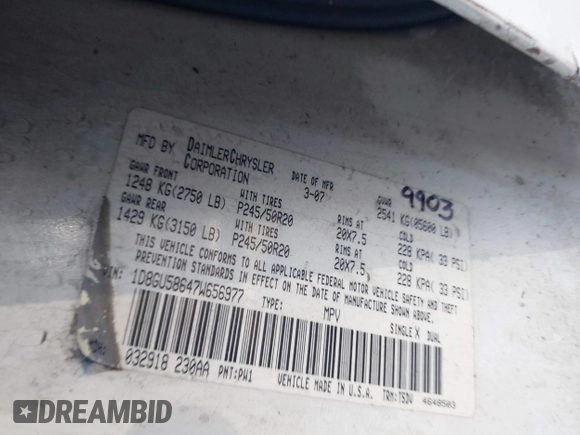 9903
MFD BY DAIMLERCHRYSLER CORPORATION
DATE OF MFR 3-07
GVWR 2541 KG(05600 LB)
GAWR FRONT WITH TIRES RIMS AT COLD
1248 KG(2750 LB) P245/50R20 20X7.5 228 KPA( 33 PSI)
GAWR REAR WITH TIRES RIMS AT COLD
1429 KG(3150 LB) P245/50R20 20X7.5 228 KPA( 33 PSI)
THIS VEHICLE CONFORMS TO ALL APPLICABLE FEDERAL MOTOR VEHICLE SAFETY AND THEFT
PREVENTION STANDARDS IN EFFECT ON THE DATE OF MANUFACTURE SHOWN ABOVE.
VIN: 1D8GU58647W656977 TYPE: MPV SINGLE X DUAL
MDH: 032918 230AA PNT:PW1 VEHICLE MADE IN U.S.A. TRM:TSDV
4648503
DREAMBID